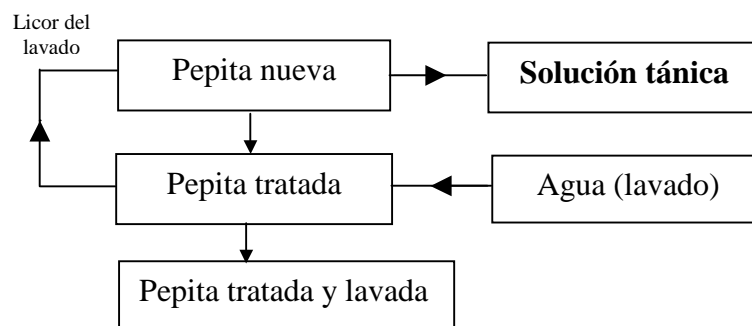 Licor del
lavado
Pepita nueva
Solución tánica
Pepita tratada
Agua (lavado)
Pepita tratada y lavada